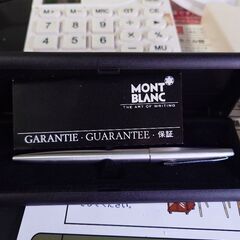 MONT
BLANC
THE ART OF WRITING
GARANTIE · GUARANTEE · 保証